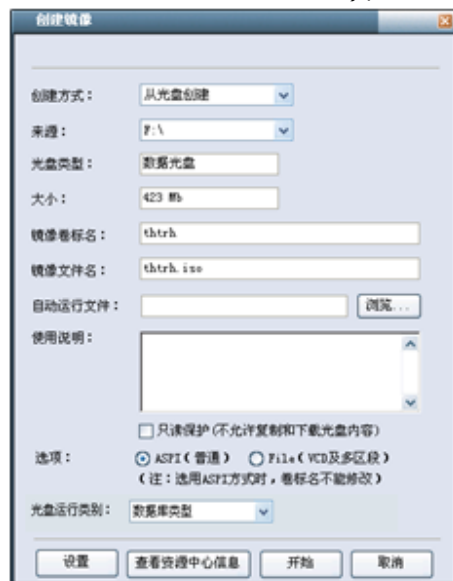 创建镜像
创建方式： 从光盘创建
来源： F:\
光盘类型： 数据光盘
大小： 423 Mb
镜像卷标名： thtrh
镜像文件名： thtrh.iso
自动运行文件： 浏览...
使用说明：
只读保护(不允许复制和下载光盘内容)
选项： ASPI(普通) File(VCD及多区段)
(注：选用ASPI方式时，卷标名不能修改)
光盘运行类别： 数据库类型
设置 查看资源中心信息 开始 取消